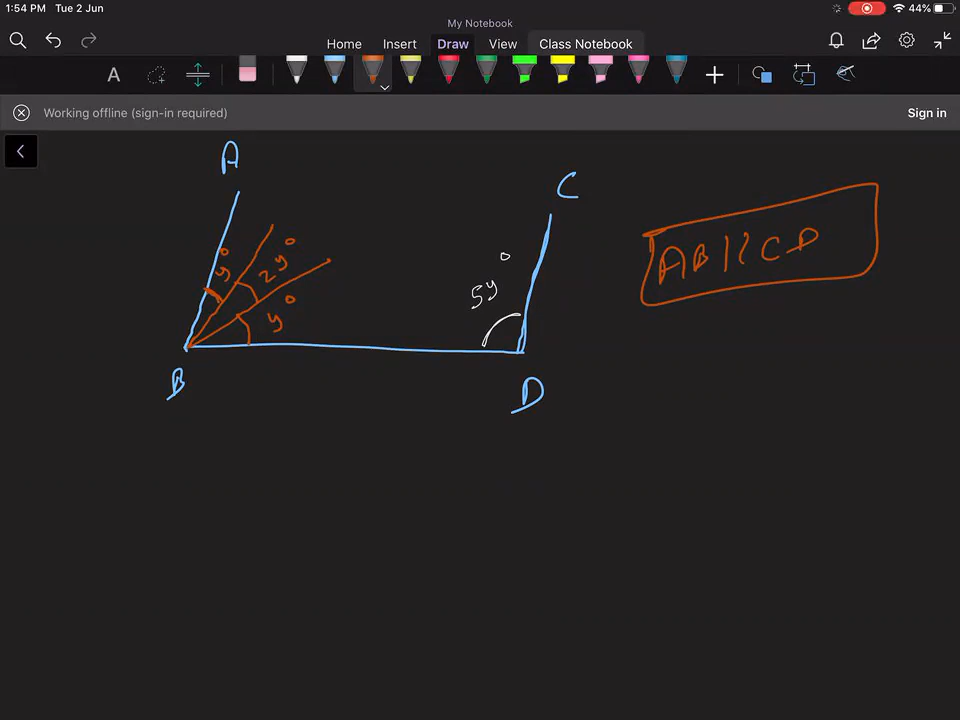 1:54 PM Tue 2 Jun
44%
My Notebook
Home Insert Draw View Class Notebook
A
Working offline (sign-in required) Sign in
A
C
y° 2y° y°
5y°
AB || CD
B
D